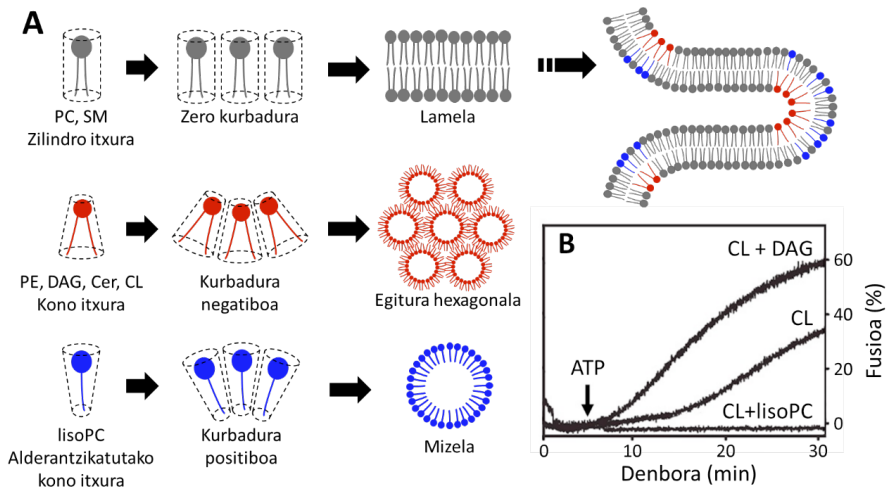 A
PC, SM
Zilindro itxura
Zero kurbadura
Lamela
PE, DAG, Cer, CL
Kono itxura
Kurbadura
negatiboa
Egitura hexagonala
lisoPC
Alderantzikatutako
kono itxura
Kurbadura
positiboa
Mizela
B
CL + DAG
CL
ATP
CL+lisoPC
60
40
20
0
Fusioa (%)
0
10
20
30
Denbora (min)